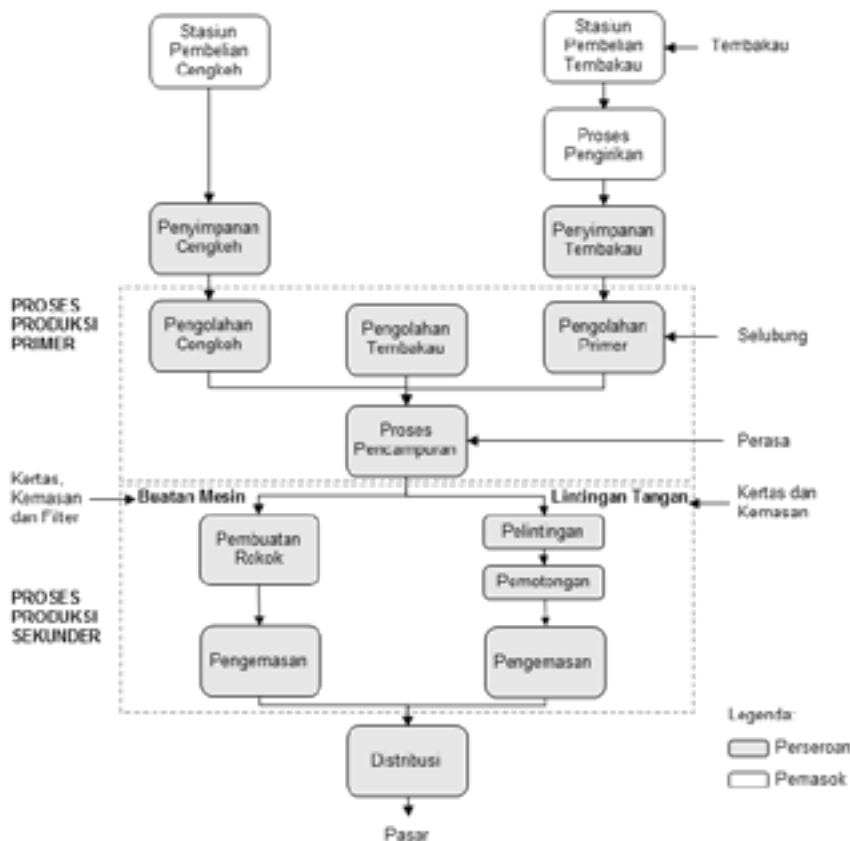 Stasiun
Pembelian
Cengkeh
Stasiun
Pembelian
Tembakau
Tembakau
Proses
Pengirikan
Penyimpanan
Cengkeh
Penyimpanan
Tembakau
PROSES
PRODUKSI
PRIMER
Pengolahan
Cengkeh
Pengolahan
Tembakau
Pengolahan
Primer
Selubung
Proses
Pencampuran
Perasa
Kertas,
Kemasan
dan Filter
Buatan Mesin
Lintingan Tangan
Kertas dan
Kemasan
Pembuatan
Rokok
Pelintingan
Pemotongan
PROSES
PRODUKSI
SEKUNDER
Pengemasan
Pengemasan
Distribusi
Pasar
Legenda:
Perseroan
Pemasok